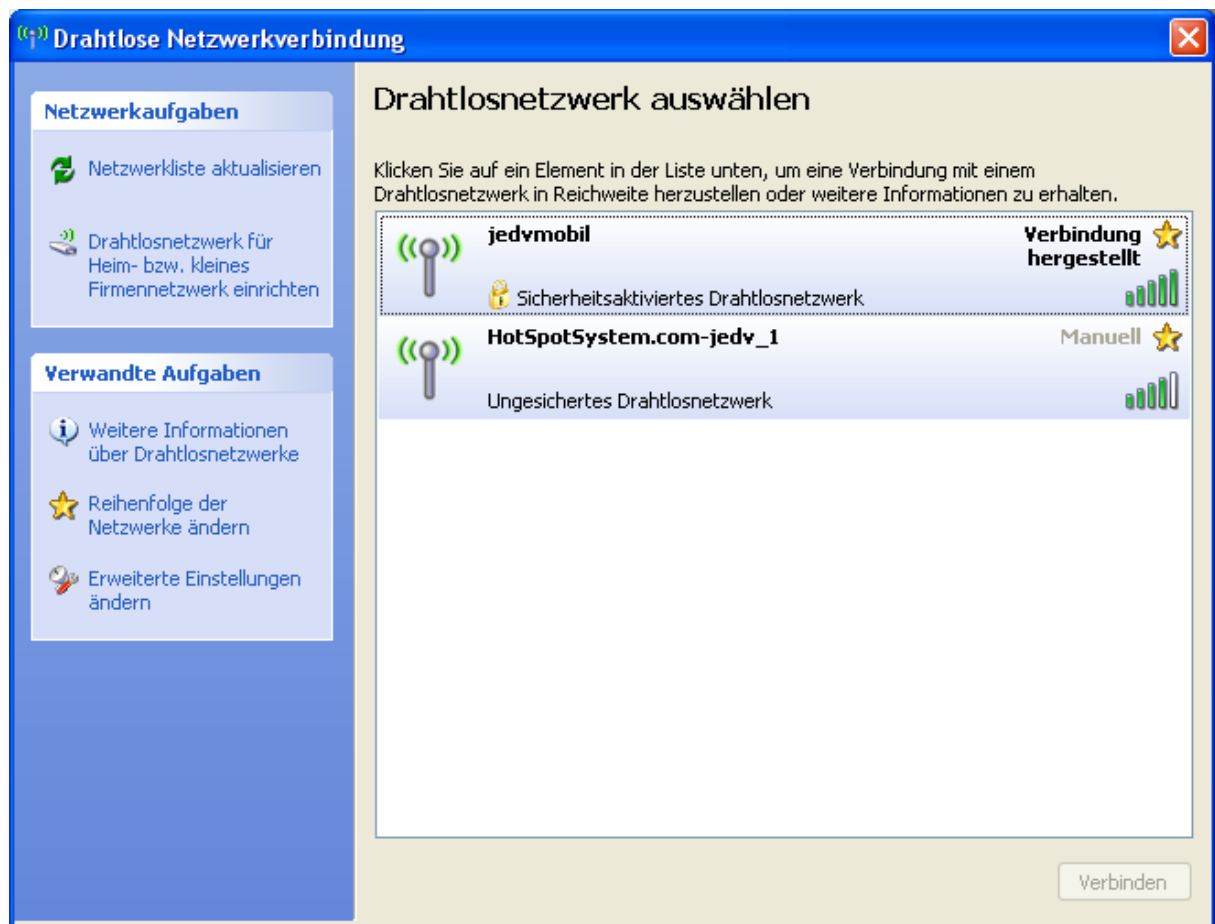 Drahtlose Netzwerkverbindung
Netzwerkaufgaben
Netzwerkliste aktualisieren
Drahtlosnetzwerk für
Heim- bzw. kleines
Firmennetzwerk einrichten
Verwandte Aufgaben
Weitere Informationen
über Drahtlosnetzwerke
Reihenfolge der
Netzwerke ändern
Erweiterte Einstellungen
ändern
Drahtlosnetzwerk auswählen
Klicken Sie auf ein Element in der Liste unten, um eine Verbindung mit einem
Drahtlosnetzwerk in Reichweite herzustellen oder weitere Informationen zu erhalten.
jedvmobil
Verbindung
hergestellt
Sicherheitsaktiviertes Drahtlosnetzwerk
HotSpotSystem.com-jedv_1
Manuell
Ungesichertes Drahtlosnetzwerk
Verbinden